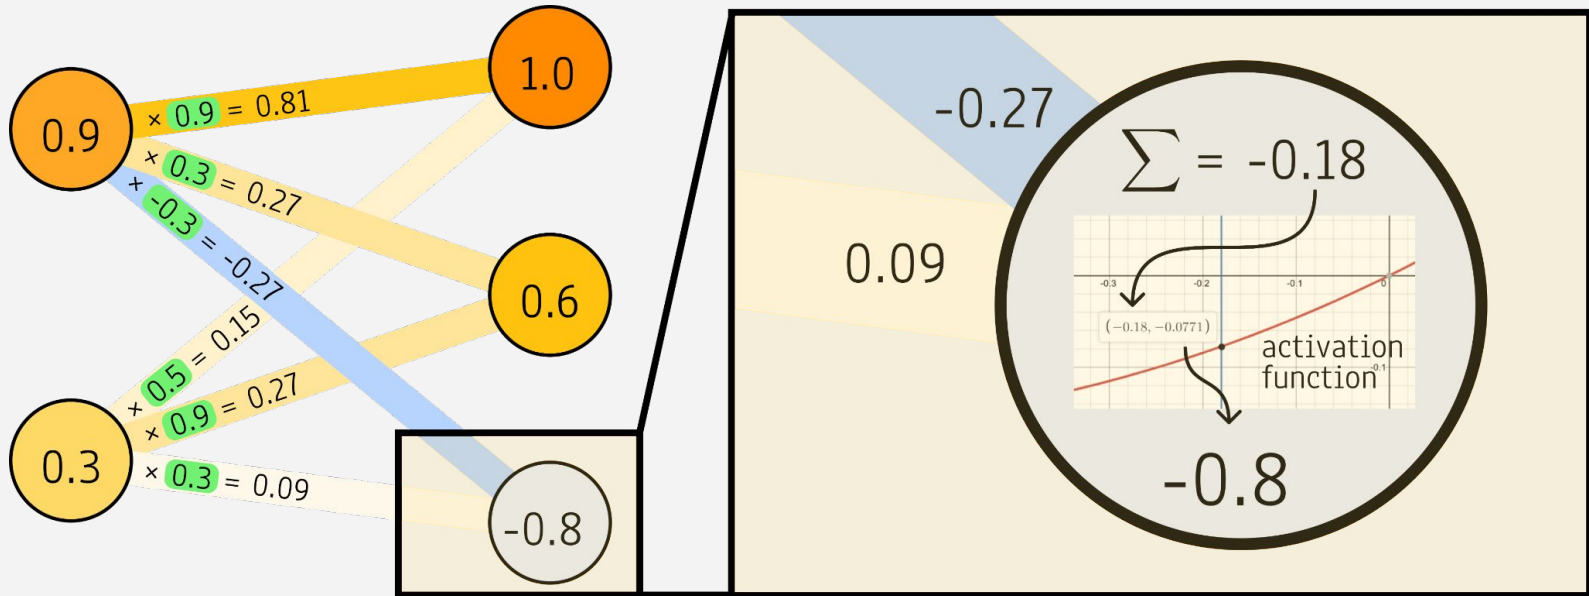 0.9
× 0.9 = 0.81
× 0.3 = 0.27
× -0.3 = -0.27
0.3
× 0.5 = 0.15
× 0.9 = 0.27
× 0.3 = 0.09
1.0
0.6
-0.8
-0.27
0.09
∑ = -0.18
-0.3 -0.2 -0.1 0
(−0.18, −0.0771)
activation
function
-0.1
-0.8